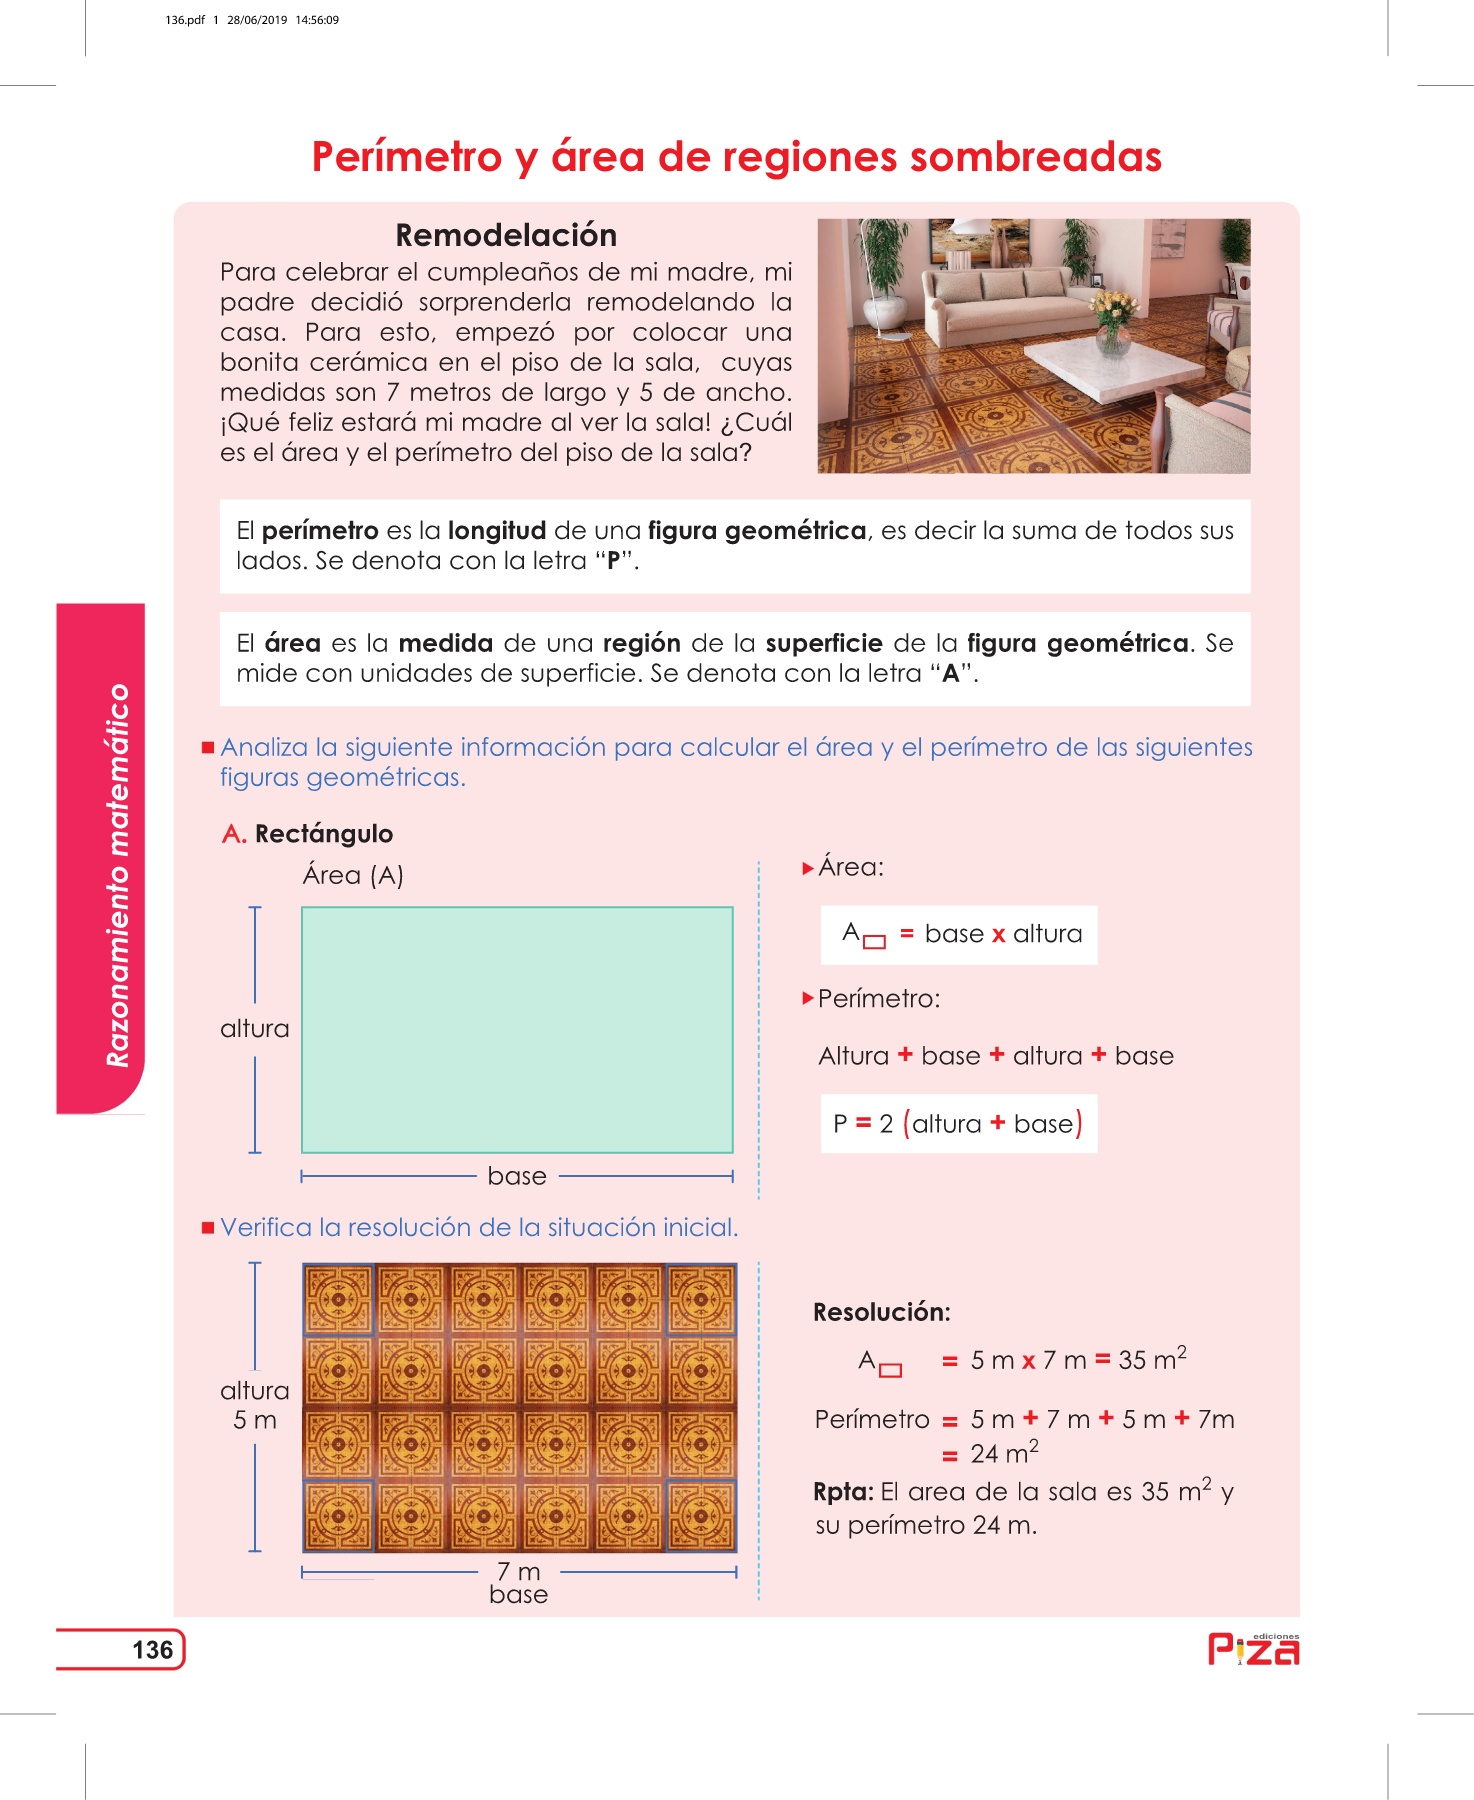 136.pdf 1 28/06/2019 14:56:09
Perímetro y área de regiones sombreadas
Remodelación
Para celebrar el cumpleaños de mi madre, mi
padre decidió sorprenderla remodelando la
casa. Para esto, empezó por colocar una
bonita cerámica en el piso de la sala, cuyas
medidas son 7 metros de largo y 5 de ancho.
¡Qué feliz estará mi madre al ver la sala! ¿Cuál
es el área y el perímetro del piso de la sala?
El perímetro es la longitud de una figura geométrica, es decir la suma de todos sus
lados. Se denota con la letra “P”.
El área es la medida de una región de la superficie de la figura geométrica. Se
mide con unidades de superficie. Se denota con la letra “A”.
Analiza la siguiente información para calcular el área y el perímetro de las siguientes
figuras geométricas.
A. Rectángulo
Área (A)
altura
base
Área:
A▭ = base x altura
Perímetro:
Altura + base + altura + base
P = 2 (altura + base)
Verifica la resolución de la situación inicial.
altura
5 m
7 m
base
Resolución:
A▭ = 5 m x 7 m = 35 m²
Perímetro = 5 m + 7 m + 5 m + 7m
= 24 m²
Rpta: El area de la sala es 35 m² y
su perímetro 24 m.
Razonamiento matemático
136
ediciones
Piza